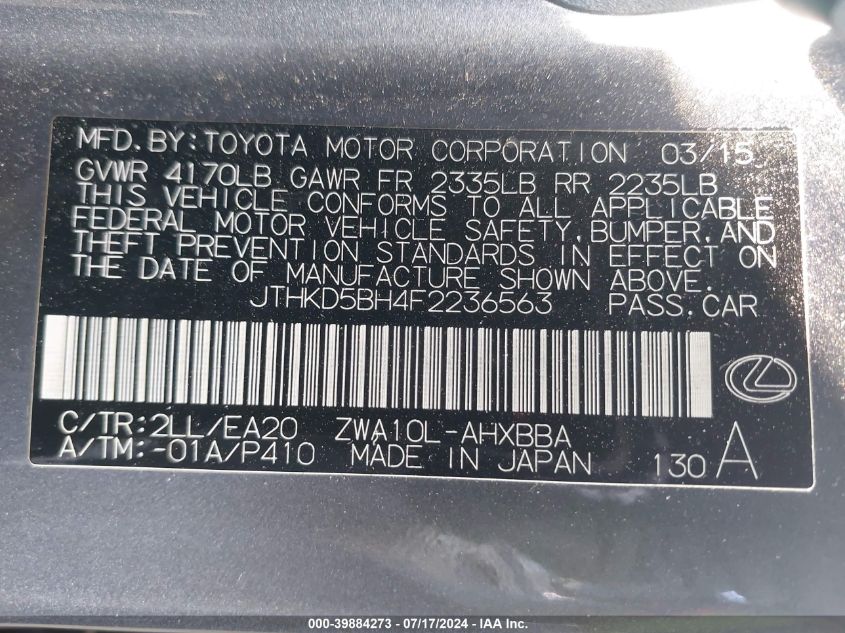 MFD. BY: TOYOTA MOTOR CORPORATION 03/15
GVWR 4170LB GAWR FR 2335LB RR 2235LB
THIS VEHICLE CONFORMS TO ALL APPLICABLE
FEDERAL MOTOR VEHICLE SAFETY, BUMPER, AND
THEFT PREVENTION STANDARDS IN EFFECT ON
THE DATE OF MANUFACTURE SHOWN ABOVE.
JTHKD5BH4F2236563 PASS. CAR
C/TR: 2LL/EA20 ZWA10L-AHXBBA
A/TM: -01A/P410 MADE IN JAPAN 130 A
000-39884273 - 07/17/2024 - IAA Inc.